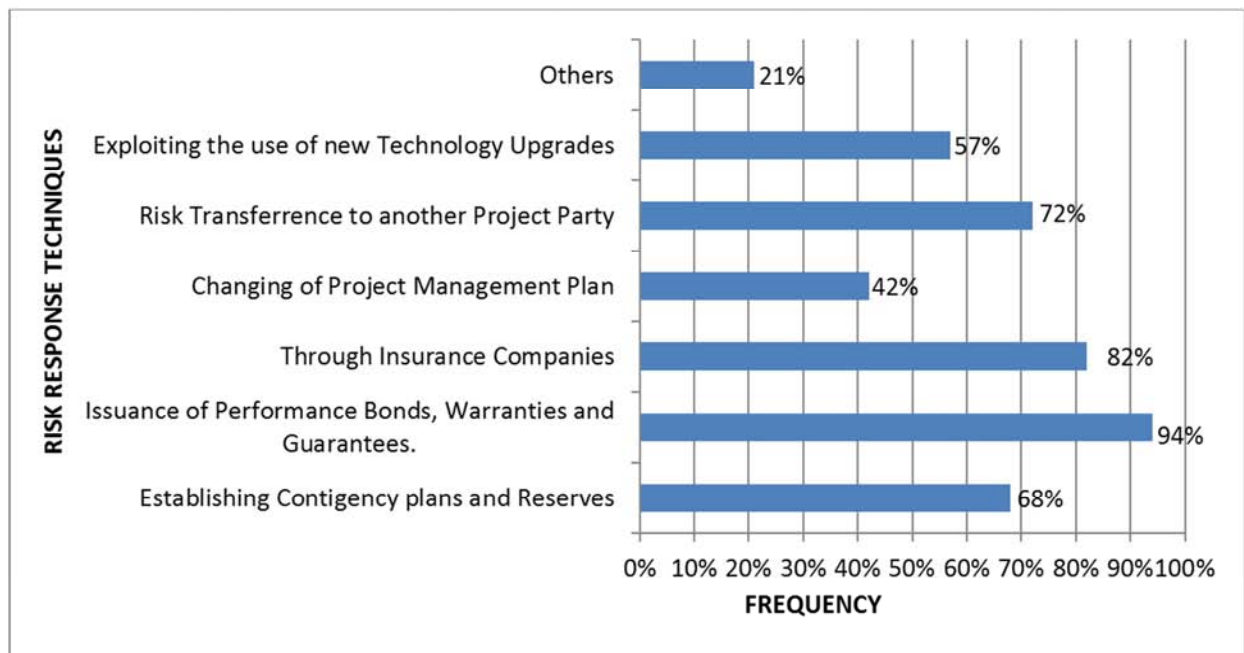 RISK RESPONSE TECHNIQUES
Others
21%
Exploiting the use of new Technology Upgrades
57%
Risk Transferrence to another Project Party
72%
Changing of Project Management Plan
42%
Through Insurance Companies
82%
Issuance of Performance Bonds, Warranties and
Guarantees.
94%
Establishing Contigency plans and Reserves
68%
0% 10% 20% 30% 40% 50% 60% 70% 80% 90% 100%
FREQUENCY